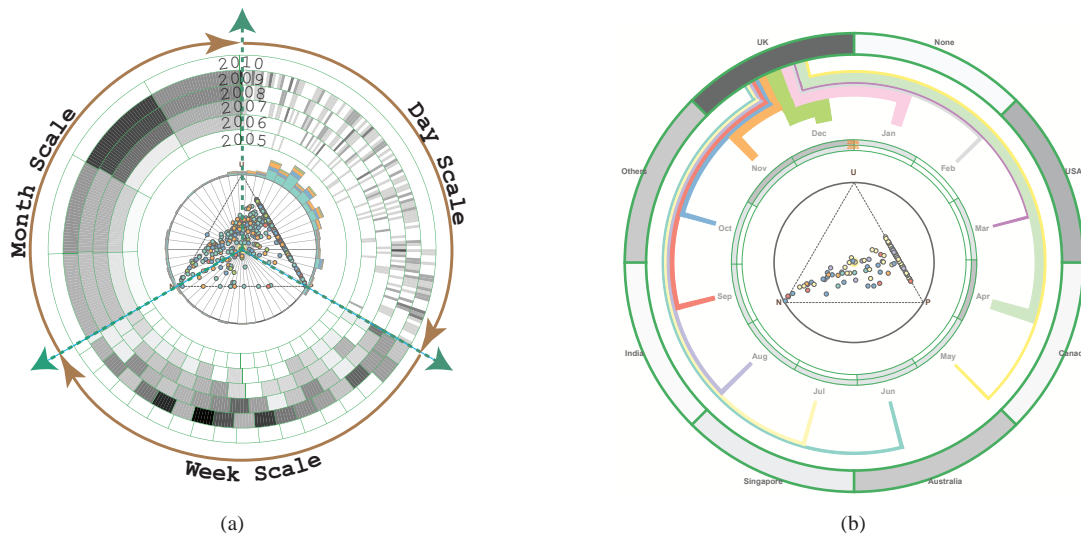 2010
2009
2008
2007
2006
2005
Month Scale
Day Scale
Week Scale
U
N
(a)
UK
None
Others
USA
India
Canada
Singapore
Australia
Dec
Jan
Nov
Feb
Oct
Mar
Sep
Apr
Aug
May
Jul
Jun
U
N
P
(b)